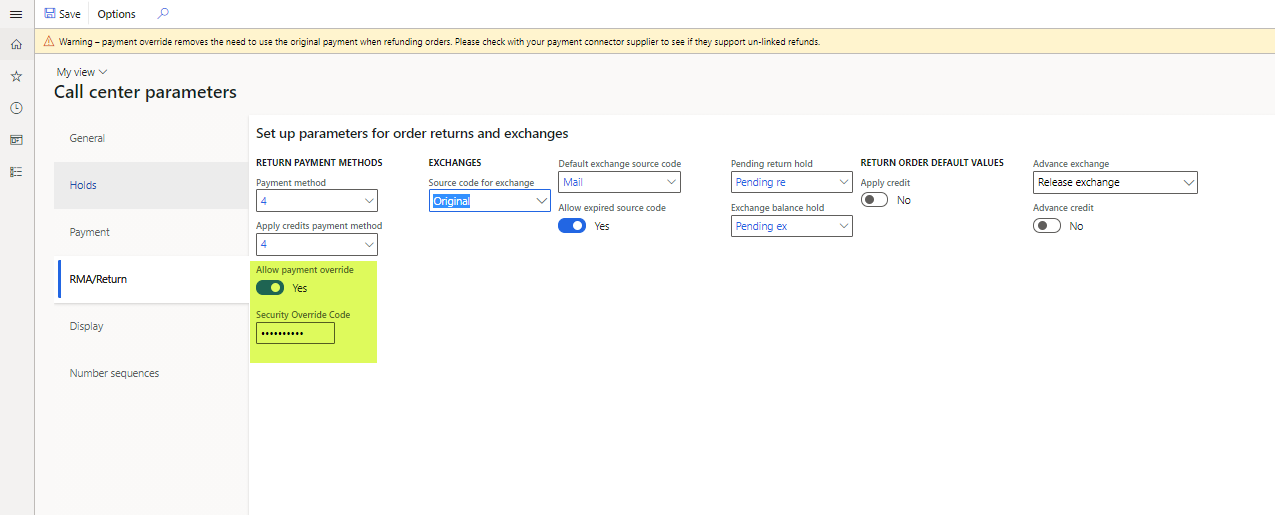 Save Options
Warning – payment override removes the need to use the original payment when refunding orders. Please check with your payment connector supplier to see if they support un-linked refunds.
My view
Call center parameters
General
Holds
Payment
RMA/Return
Display
Number sequences
Set up parameters for order returns and exchanges
RETURN PAYMENT METHODS
Payment method
4
Apply credits payment method
4
Allow payment override
Yes
Security Override Code
••••••••••
EXCHANGES
Source code for exchange
Original
Default exchange source code
Mail
Allow expired source code
Yes
Pending return hold
Pending re
Exchange balance hold
Pending ex
RETURN ORDER DEFAULT VALUES
Apply credit
No
Advance exchange
Release exchange
Advance credit
No